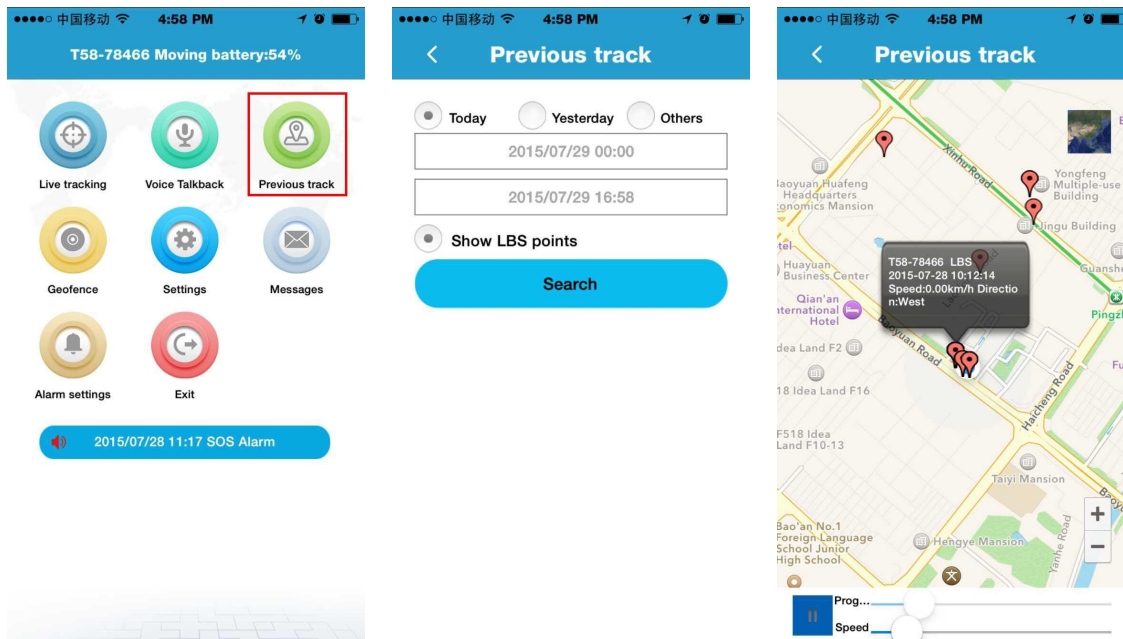 中国移动 4:58 PM
T58-78466 Moving battery:54%
Live tracking Voice Talkback Previous track
Geofence Settings Messages
Alarm settings Exit
2015/07/28 11:17 SOS Alarm
中国移动 4:58 PM
Previous track
Today Yesterday Others
2015/07/29 00:00
2015/07/29 16:58
Show LBS points
Search
中国移动 4:58 PM
Previous track
Xinhu Road
Yongfeng
Multiple-use
Building
Huafeng
Headquarters
Mansion
Jingu Building
Huayuan
Business Center
T58-78466 LBS
2015-07-28 10:12:14
Speed:0.00km/h Directio
n:West
Qian'an
International
Hotel
Baoyuan Road
Idea Land F2
18 Idea Land F16
Haicheng Road
F518 Idea
Land F10-13
Taiyi Mansion
Bao'an No.1
Foreign Language
School Junior
High School
Hengye Mansion
Yanhe Road
文
+
−
Prog...
Speed